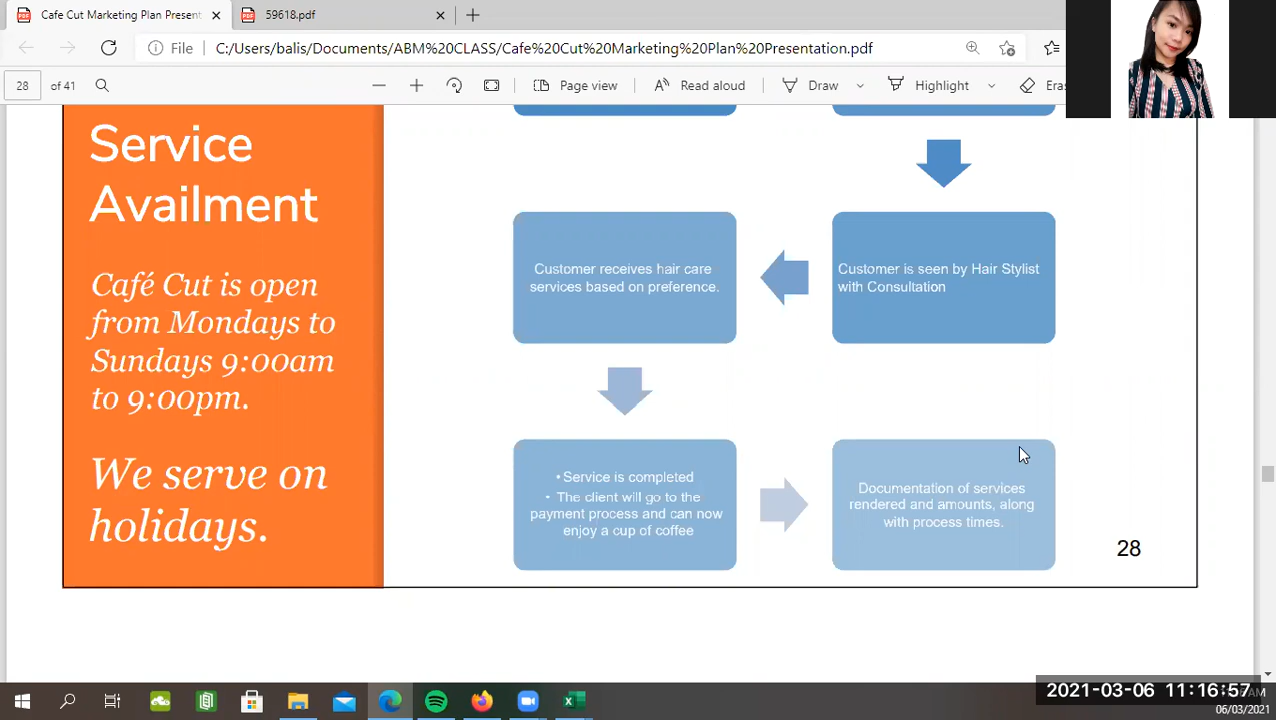 Cafe Cut Marketing Plan Present
59618.pdf
File
C:/Users/balis/Documents/ABM%20CLASS/Cafe%20Cut%20Marketing%20Plan%20Presentation.pdf
28 of 41
Page view
Read aloud
Draw
Highlight
Eras
Service
Availment
Café Cut is open
from Mondays to
Sundays 9:00am
to 9:00pm.
We serve on
holidays.
Customer receives hair care
services based on preference.
Customer is seen by Hair Stylist
with Consultation
• Service is completed
• The client will go to the
payment process and can now
enjoy a cup of coffee
Documentation of services
rendered and amounts, along
with process times.
28
2021-03-06 11:16:57
06/03/2021